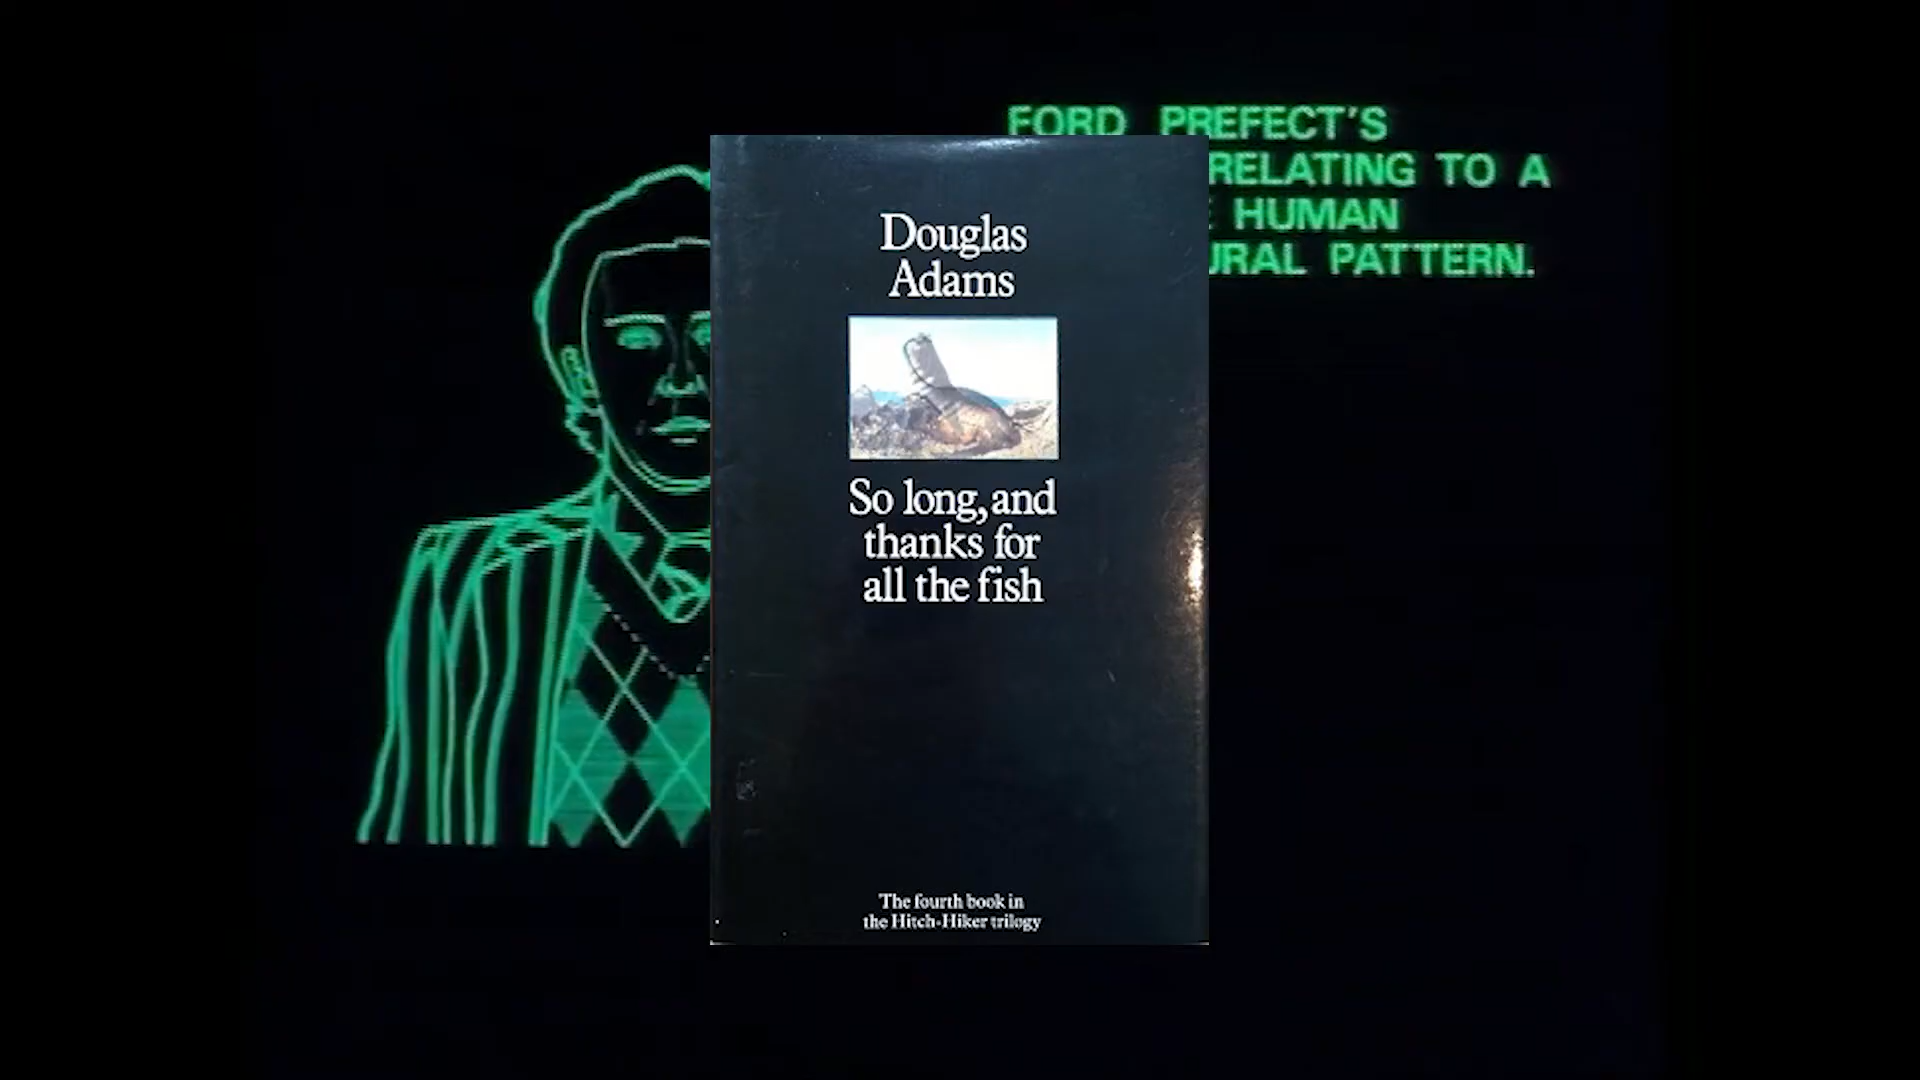 FORD PREFECT'S
RELATING TO A
HUMAN
PATTERN.
Douglas
Adams
So long, and
thanks for
all the fish
The fourth book in
the Hitch-Hiker trilogy